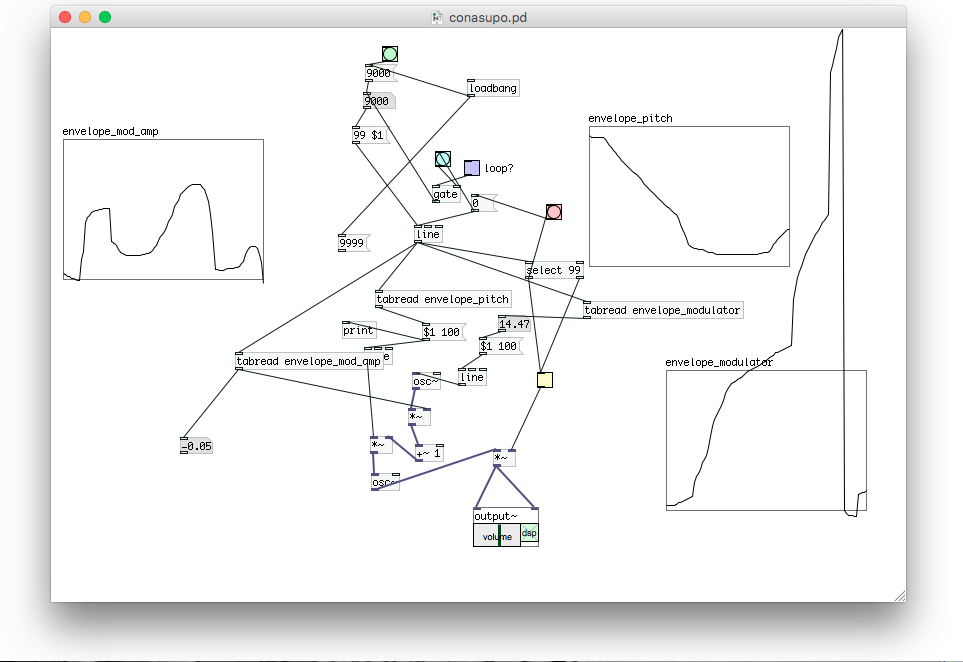 conasupo.pd
9000
loadbang
9000
envelope_mod_amp
envelope_pitch
99 $1
loop?
gate
0
line
9999
select 99
tabread envelope_pitch
tabread envelope_modulator
print
$1 100
14.47
$1 100
tabread envelope_mod_amp
envelope_modulator
osc~
line
*~
-0.05
*~
+~ 1
*~
osc~
output~
volume
dsp